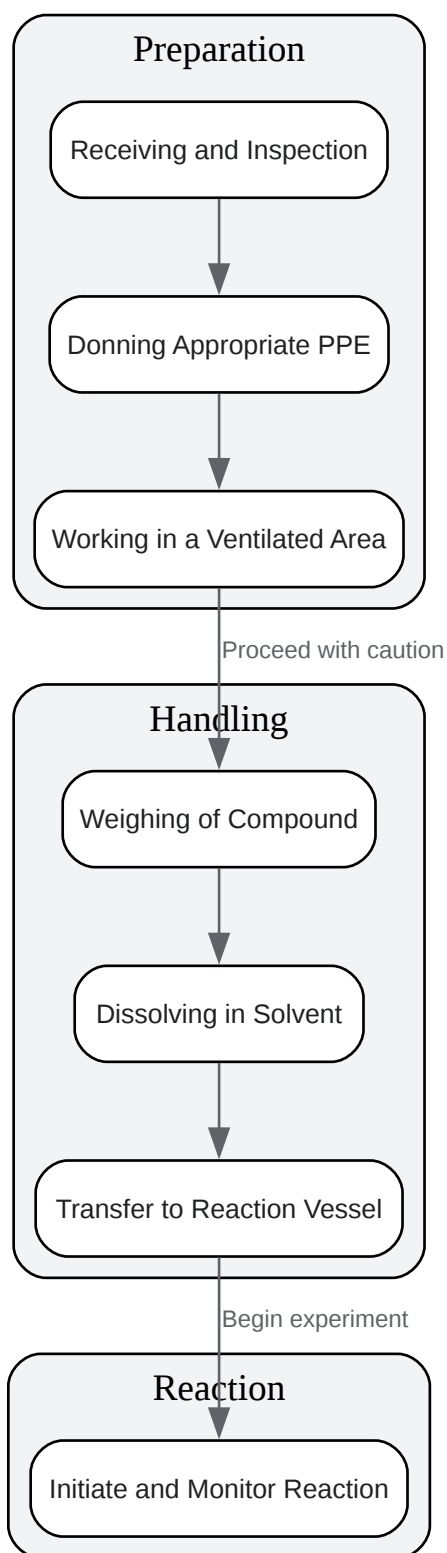 Preparation
Receiving and Inspection
Donning Appropriate PPE
Working in a Ventilated Area
Proceed with caution
Handling
Weighing of Compound
Dissolving in Solvent
Transfer to Reaction Vessel
Begin experiment
Reaction
Initiate and Monitor Reaction